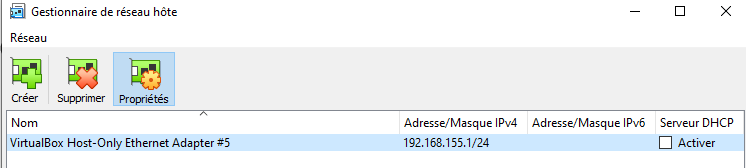 Gestionnaire de réseau hôte
Réseau
Créer Supprimer Propriétés
Nom Adresse/Masque IPv4 Adresse/Masque IPv6 Serveur DHCP
VirtualBox Host-Only Ethernet Adapter #5 192.168.155.1/24 Activer